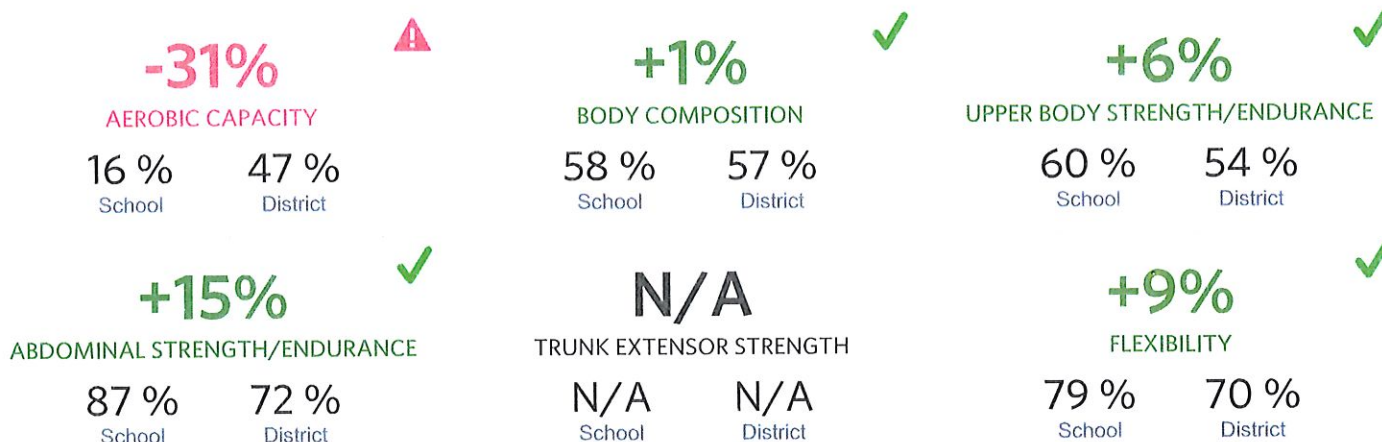 -31%
AEROBIC CAPACITY
16 % 47 %
School District
+1%
BODY COMPOSITION
58 % 57 %
School District
+6%
UPPER BODY STRENGTH/ENDURANCE
60 % 54 %
School District
+15%
ABDOMINAL STRENGTH/ENDURANCE
87 % 72 %
School District
N/A
TRUNK EXTENSOR STRENGTH
N/A N/A
School District
+9%
FLEXIBILITY
79 % 70 %
School District